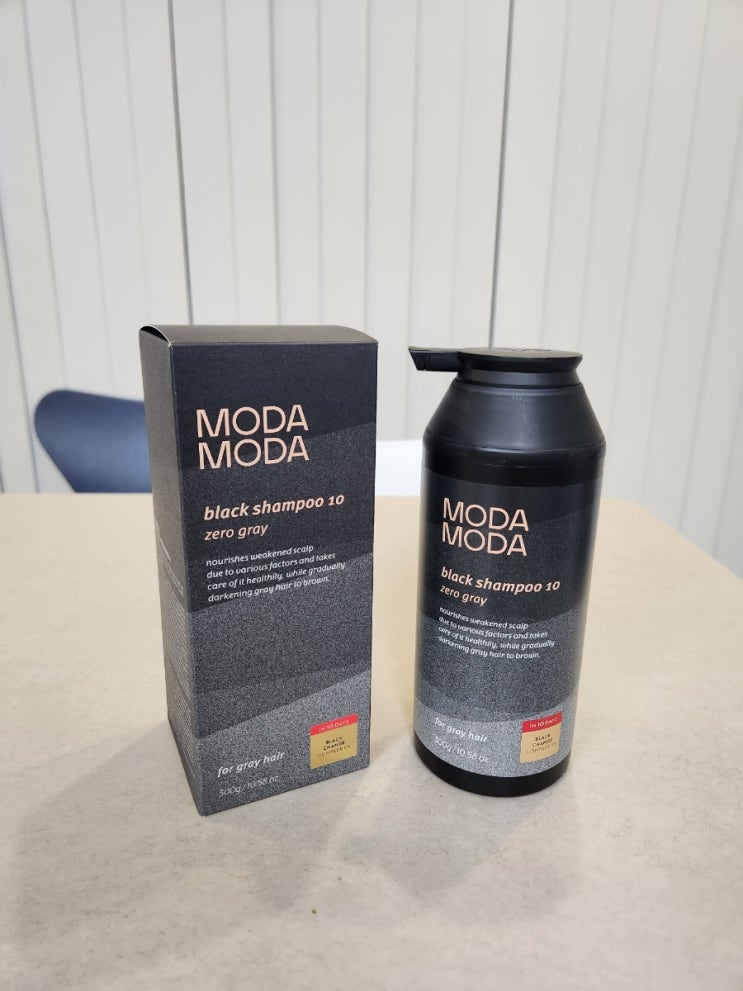 MODA
MODA
black shampoo 10
zero gray
nourishes weakened scalp
due to various factors and takes
care of it healthily, while gradually
darkening gray hair to brown.
for gray hair
300g/10.58 oz
IN 10 DAYS
BLACK
CHANGE
COMPLEX EX
MODA
MODA
black shampoo 10
zero gray
nourishes weakened scalp
due to various factors and takes
care of it healthily, while gradually
darkening gray hair to brown.
for gray hair
300g/10.58 oz
IN 10 DAYS
BLACK
CHANGE
COMPLEX EX